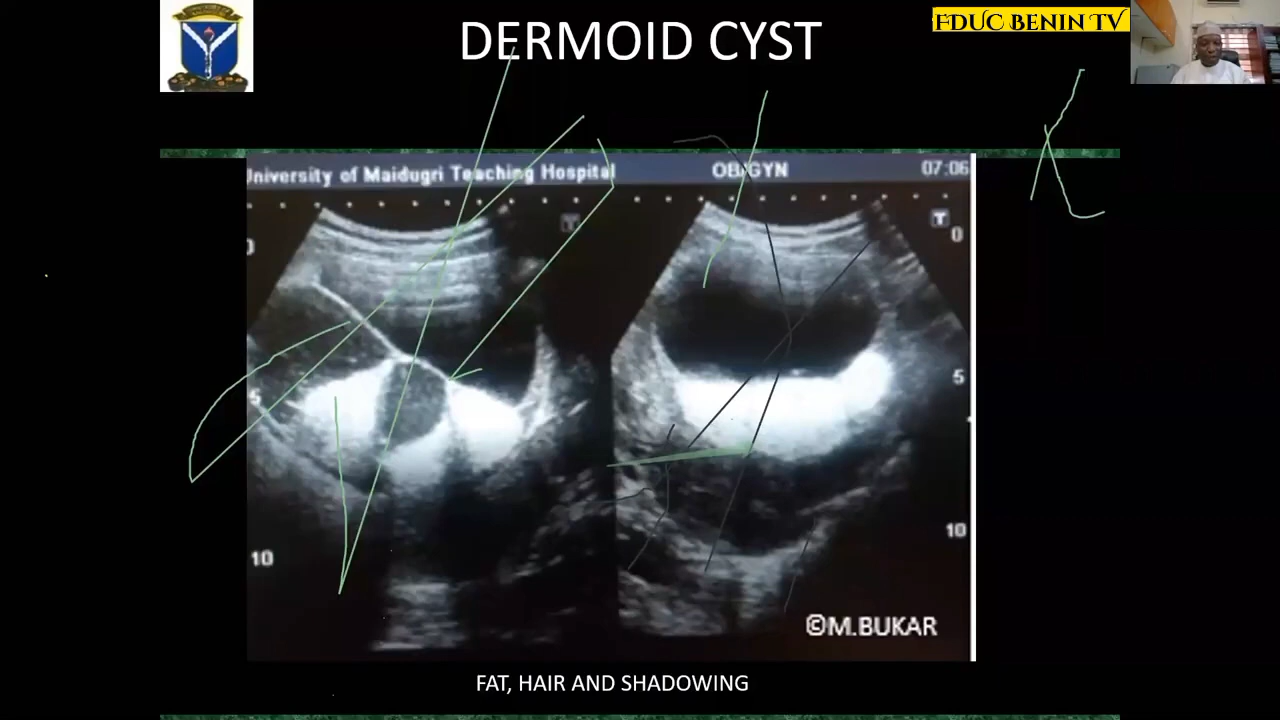 DERMOID CYST
FDUC BENIN TV
University of Maidugri Teaching Hospital OB/GYN 07:06
T T
0 0
5 5
10 10
©M.BUKAR
FAT, HAIR AND SHADOWING